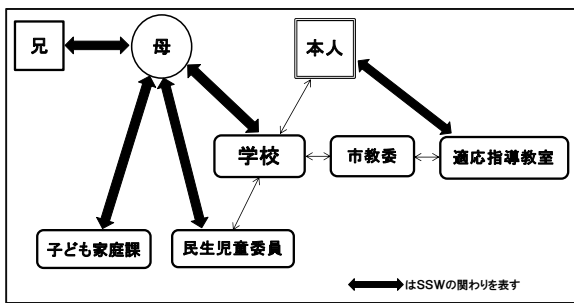 兄
母
本人
学校
市教委
適応指導教室
子ども家庭課
民生児童委員
はSSWの関わりを表す